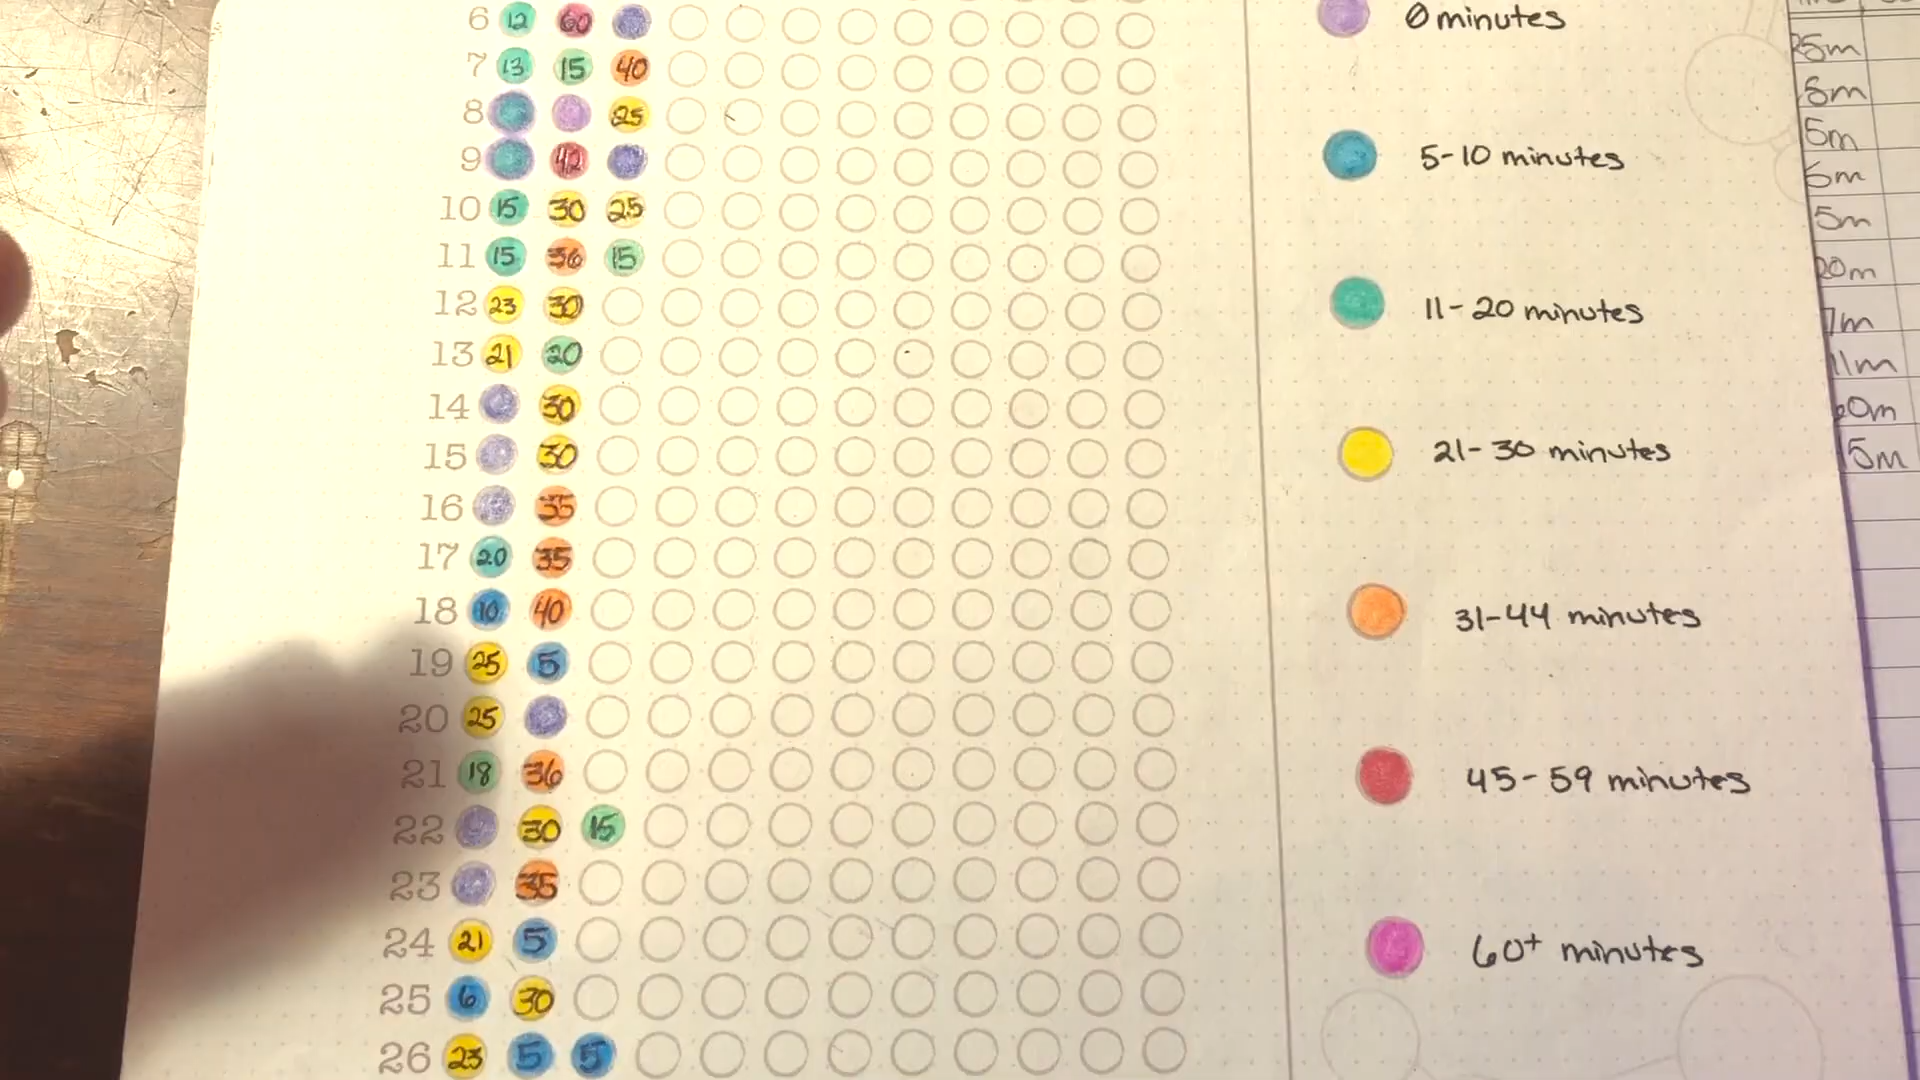 6 12 60
7 13 15 40
8 25
9 42
10 15 30 25
11 15 36 15
12 23 30
13 21 20
14 30
15 30
16 35
17 20 35
18 10 40
19 25 5
20 25
21 18 36
22 30 15
23 35
24 21 5
25 6 30
26 23 5 5
0 minutes
5-10 minutes
11-20 minutes
21-30 minutes
31-44 minutes
45-59 minutes
60+ minutes
5m
5m
11m
15m